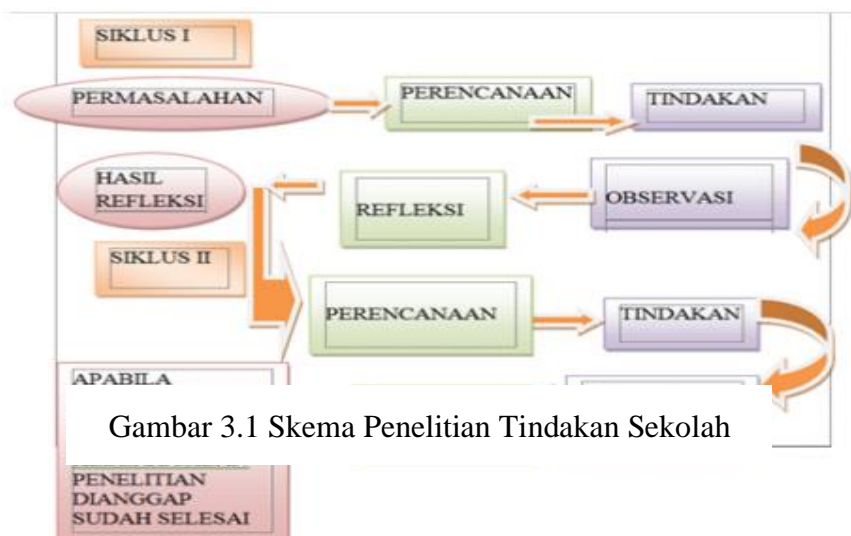 SIKLUS I
PERMASALAHAN
PERENCANAAN
TINDAKAN
HASIL
REFLEKSI
REFLEKSI
OBSERVASI
SIKLUS II
PERENCANAAN
TINDAKAN
APABILA
Gambar 3.1 Skema Penelitian Tindakan Sekolah
PENELITIAN
DIANGGAP
SUDAH SELESAI